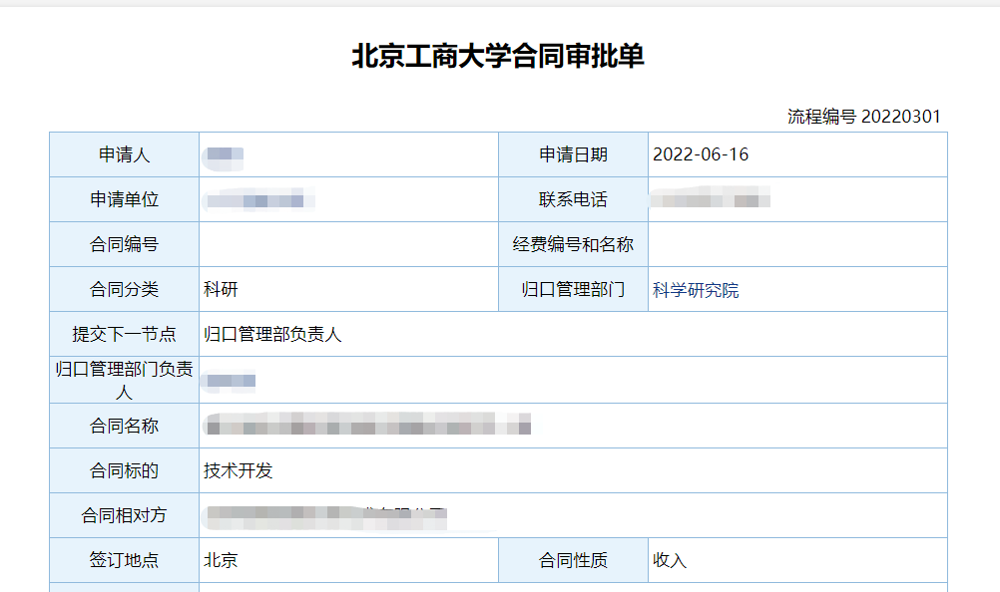 北京工商大学合同审批单
流程编号 20220301
申请人
申请日期 2022-06-16
申请单位
联系电话
合同编号
经费编号和名称
合同分类 科研
归口管理部门 科学研究院
提交下一节点 归口管理部负责人
归口管理部门负责
人
合同名称
合同标的 技术开发
合同相对方
签订地点 北京
合同性质 收入